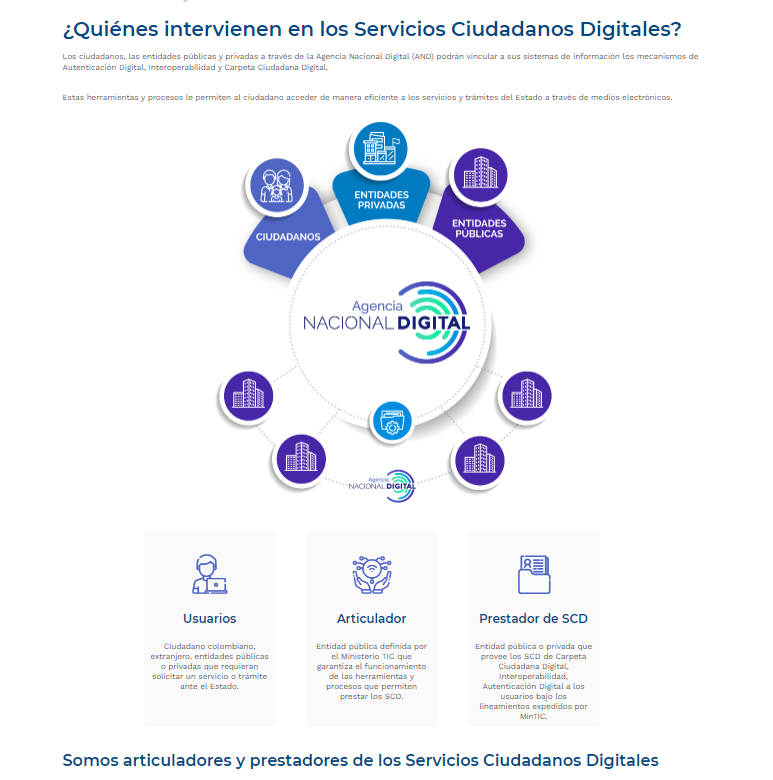 ¿Quiénes intervienen en los Servicios Ciudadanos Digitales?
Los ciudadanos, las entidades públicas y privadas a través de la Agencia Nacional Digital (AND) podrán vincular a sus sistemas de información los mecanismos de
Autenticación Digital, Interoperabilidad y Carpeta Ciudadana Digital.
Estas herramientas y procesos le permiten al ciudadano acceder de manera eficiente a los servicios y trámites del Estado a través de medios electrónicos.
CIUDADANOS
ENTIDADES
PRIVADAS
ENTIDADES
PÚBLICAS
Agencia
NACIONAL DIGITAL
Agencia
NACIONAL DIGITAL
Usuarios
Ciudadano colombiano,
extranjero, entidades públicas
o privadas que requieran
solicitar un servicio o trámite
ante el Estado.
Articulador
Entidad pública definida por
el Ministerio TIC que
garantiza el funcionamiento
de las herramientas y
procesos que permiten
prestar los SCD.
Prestador de SCD
Entidad pública o privada que
provee los SCD de Carpeta
Ciudadana Digital,
Interoperabilidad,
Autenticación Digital a los
usuarios bajo los
lineamientos expedidos por
MinTIC.
Somos articuladores y prestadores de los Servicios Ciudadanos Digitales